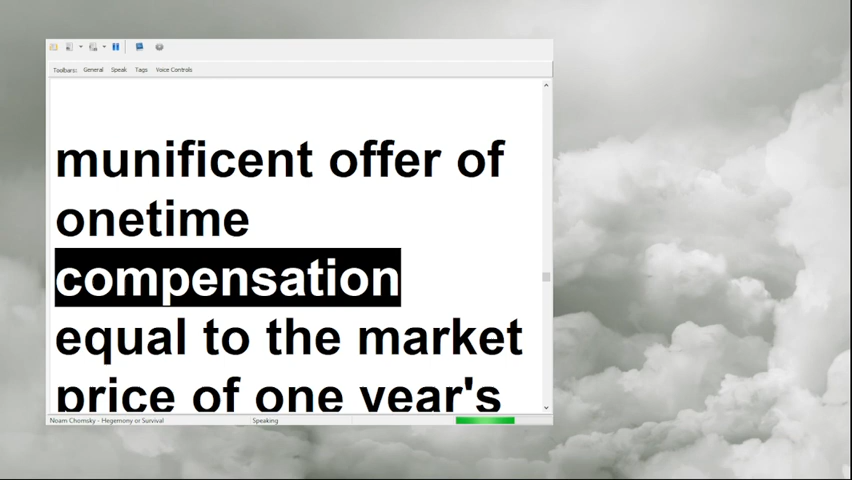 Toolbars: General Speak Tags Voice Controls
munificent offer of
onetime
compensation
equal to the market
price of one year's
Noam Chomsky - Hegemony or Survival Speaking